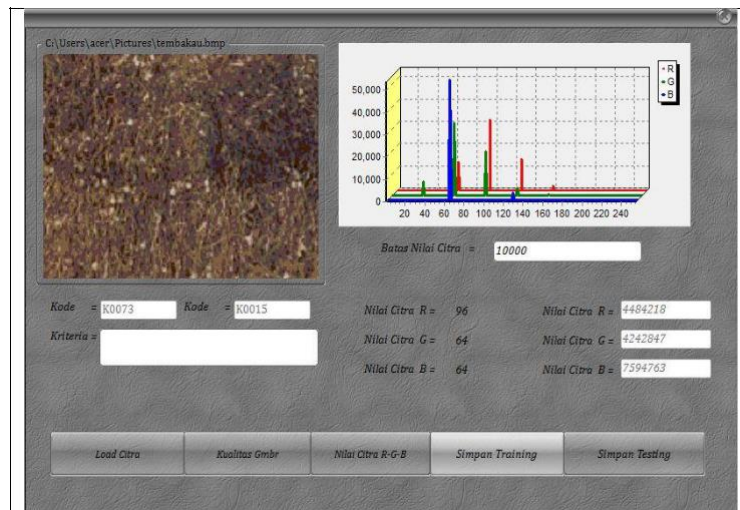 C:\Users\acer\Pictures\tembakau.bmp
R
G
B
50,000
40,000
30,000
20,000
10,000
0
20 40 60 80 100 120 140 160 180 200 220 240
Batas Nilai Citra = 10000
Kode = K0073 Kode = K0015
Kriteria =
Nilai Citra R = 96 Nilai Citra R = 4484218
Nilai Citra G = 64 Nilai Citra G = 4242847
Nilai Citra B = 64 Nilai Citra B = 7594763
Load Citra Kualitas Gmbr Nilai Citra R-G-B Simpan Training Simpan Testing